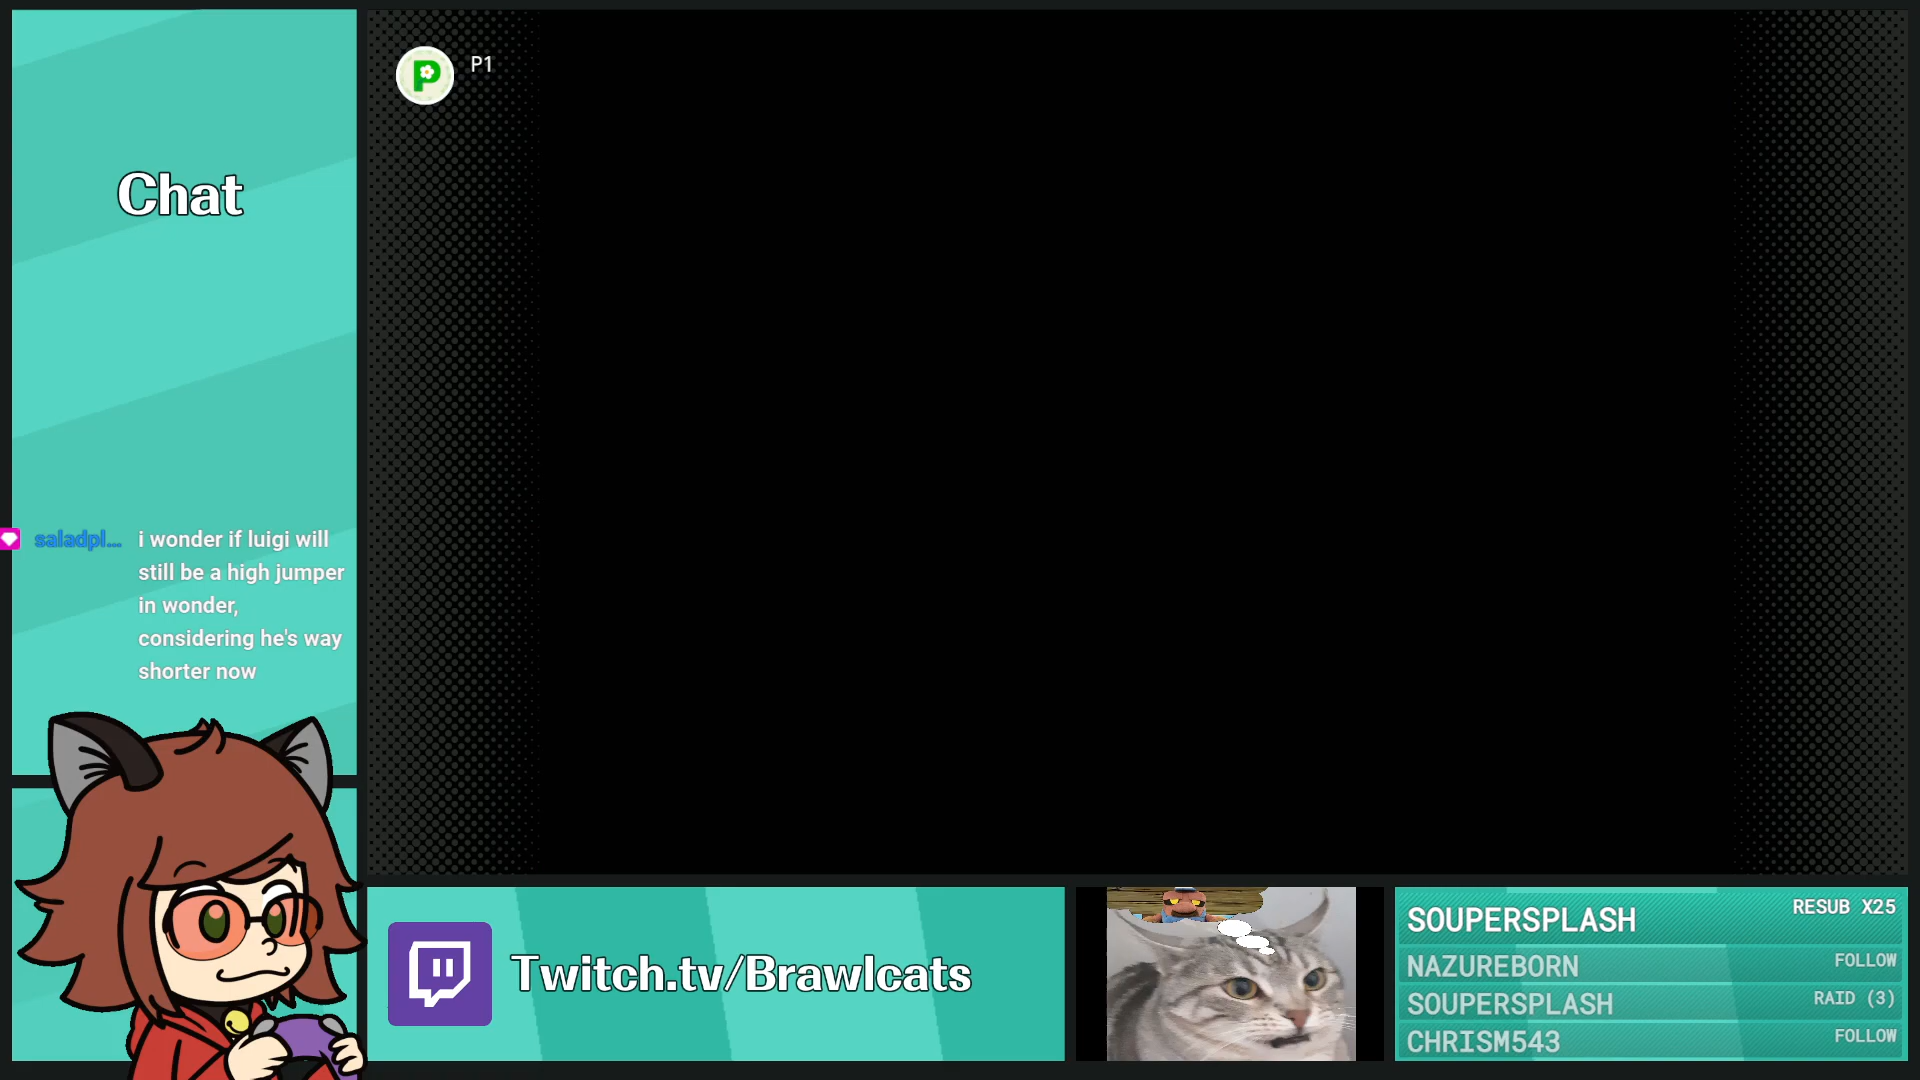 P P1
Chat
saladpl... i wonder if luigi will
still be a high jumper
in wonder,
considering he's way
shorter now
Twitch.tv/Brawlcats
SOUPERSPLASH RESUB X25
NAZUREBORN FOLLOW
SOUPERSPLASH RAID (3)
CHRISM543 FOLLOW